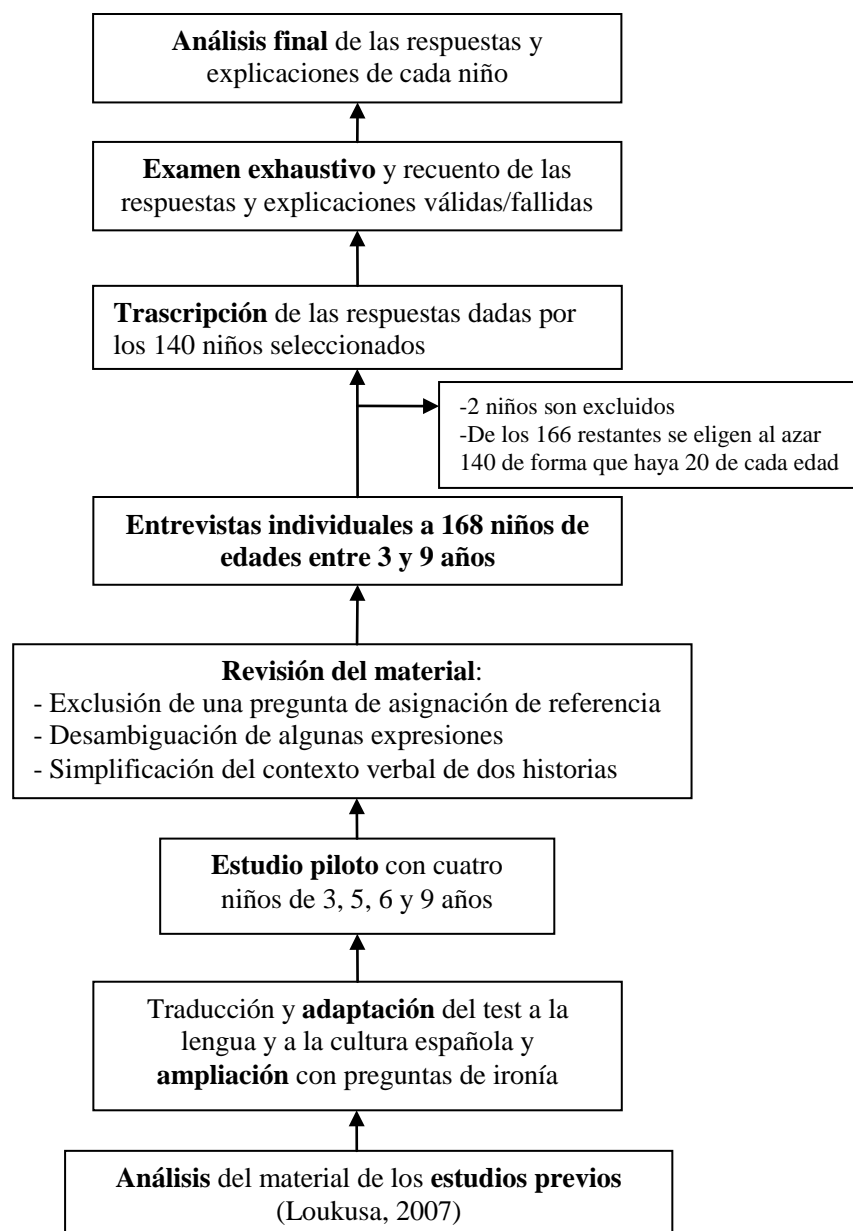 Análisis final de las respuestas y
explicaciones de cada niño
Examen exhaustivo y recuento de las
respuestas y explicaciones válidas/fallidas
Trascripción de las respuestas dadas por
los 140 niños seleccionados
-2 niños son excluidos
-De los 166 restantes se eligen al azar
140 de forma que haya 20 de cada edad
Entrevistas individuales a 168 niños de
edades entre 3 y 9 años
Revisión del material:
- Exclusión de una pregunta de asignación de referencia
- Desambiguación de algunas expresiones
- Simplificación del contexto verbal de dos historias
Estudio piloto con cuatro
niños de 3, 5, 6 y 9 años
Traducción y adaptación del test a la
lengua y a la cultura española y
ampliación con preguntas de ironía
Análisis del material de los estudios previos
(Loukusa, 2007)